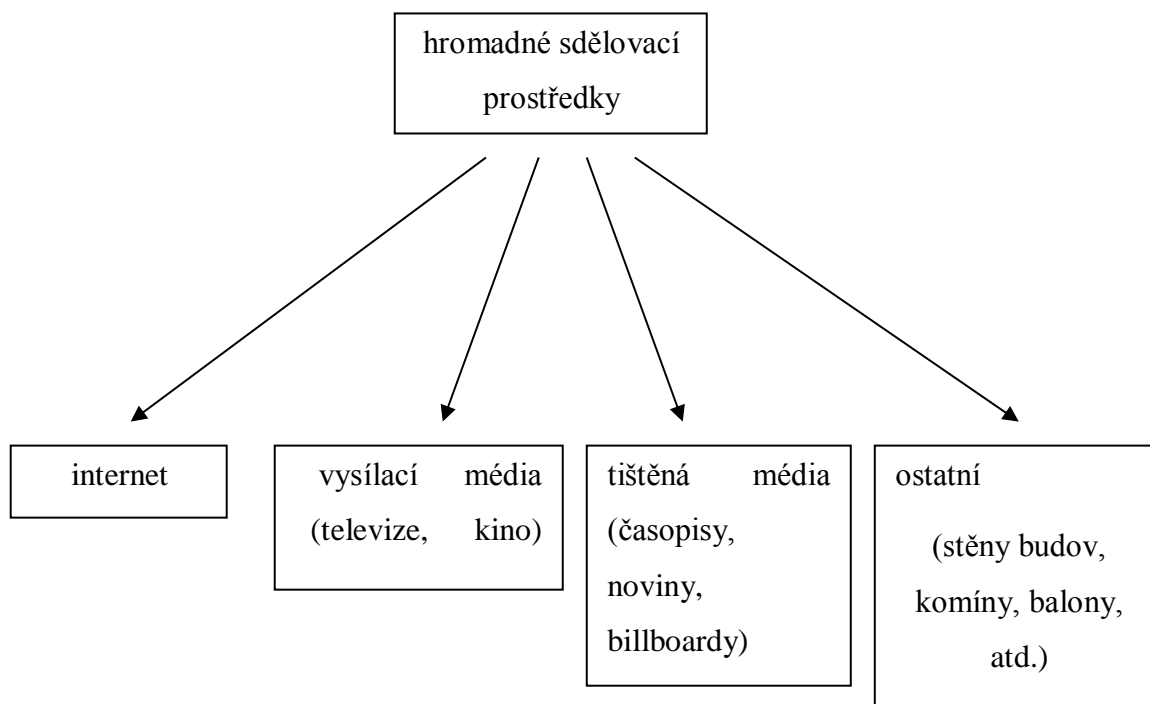 hromadné sdělovací
prostředky
internet
vysílací média
(televize, kino)
tištěná média
(časopisy,
noviny,
billboardy)
ostatní
(stěny budov,
komíny, balony,
atd.)